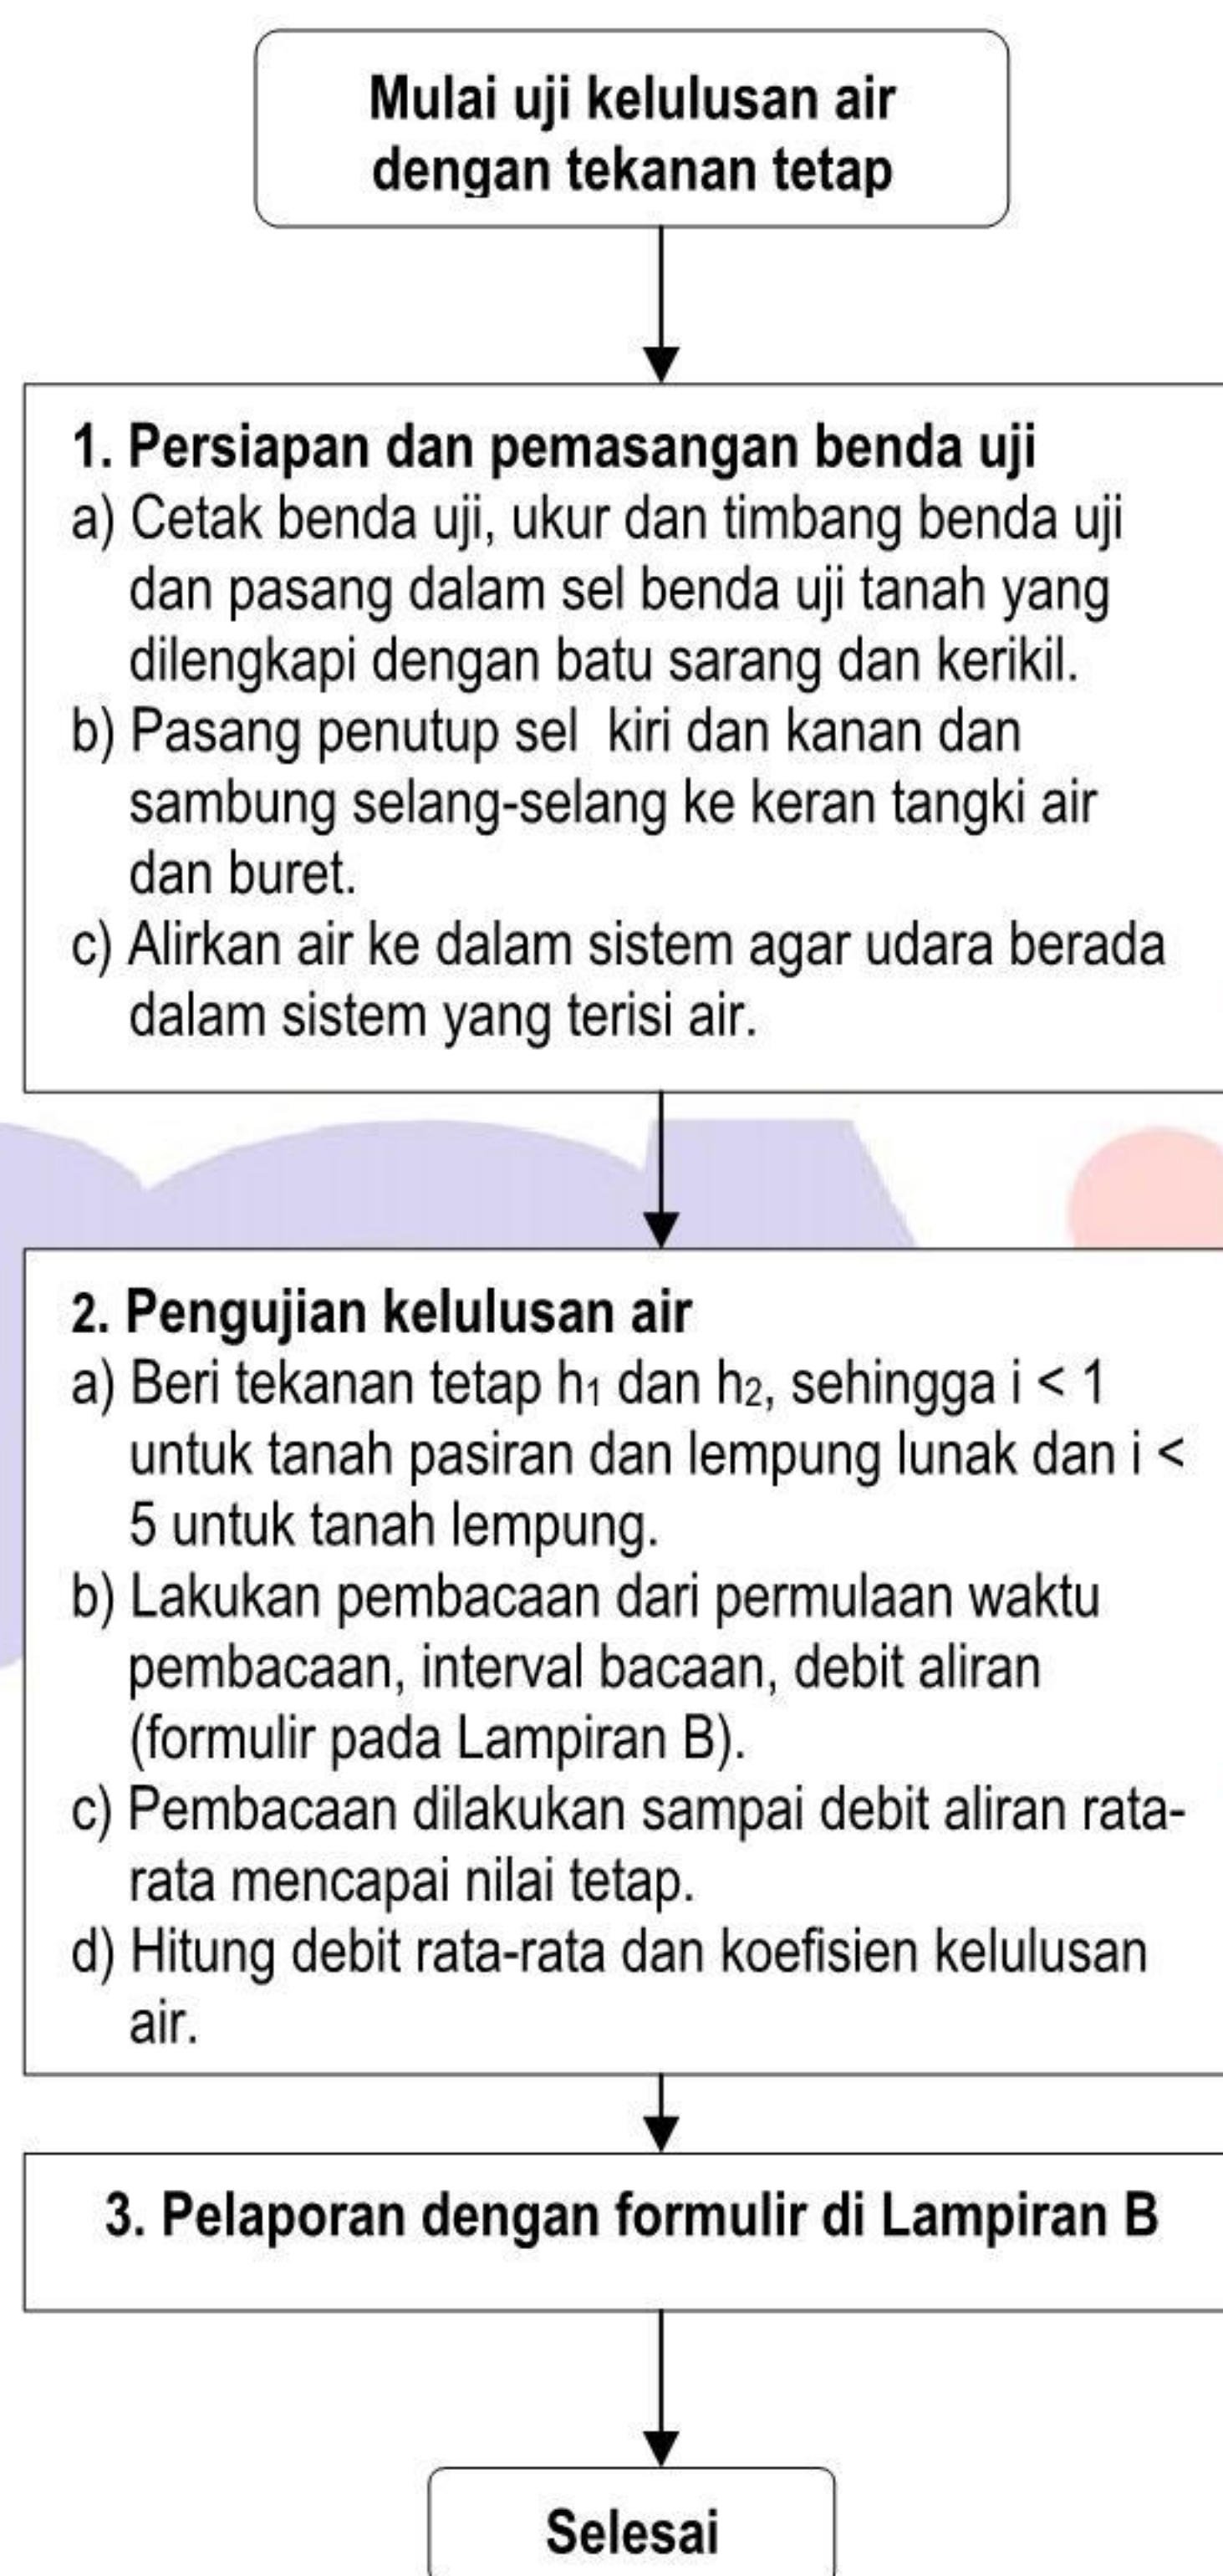 Mulai uji kelulusan air
dengan tekanan tetap
1. Persiapan dan pemasangan benda uji
a) Cetak benda uji, ukur dan timbang benda uji
dan pasang dalam sel benda uji tanah yang
dilengkapi dengan batu sarang dan kerikil.
b) Pasang penutup sel kiri dan kanan dan
sambung selang-selang ke keran tangki air
dan buret.
c) Alirkan air ke dalam sistem agar udara berada
dalam sistem yang terisi air.
2. Pengujian kelulusan air
a) Beri tekanan tetap h₁ dan h₂, sehingga i < 1
untuk tanah pasiran dan lempung lunak dan i <
5 untuk tanah lempung.
b) Lakukan pembacaan dari permulaan waktu
pembacaan, interval bacaan, debit aliran
(formulir pada Lampiran B).
c) Pembacaan dilakukan sampai debit aliran rata-
rata mencapai nilai tetap.
d) Hitung debit rata-rata dan koefisien kelulusan
air.
3. Pelaporan dengan formulir di Lampiran B
Selesai